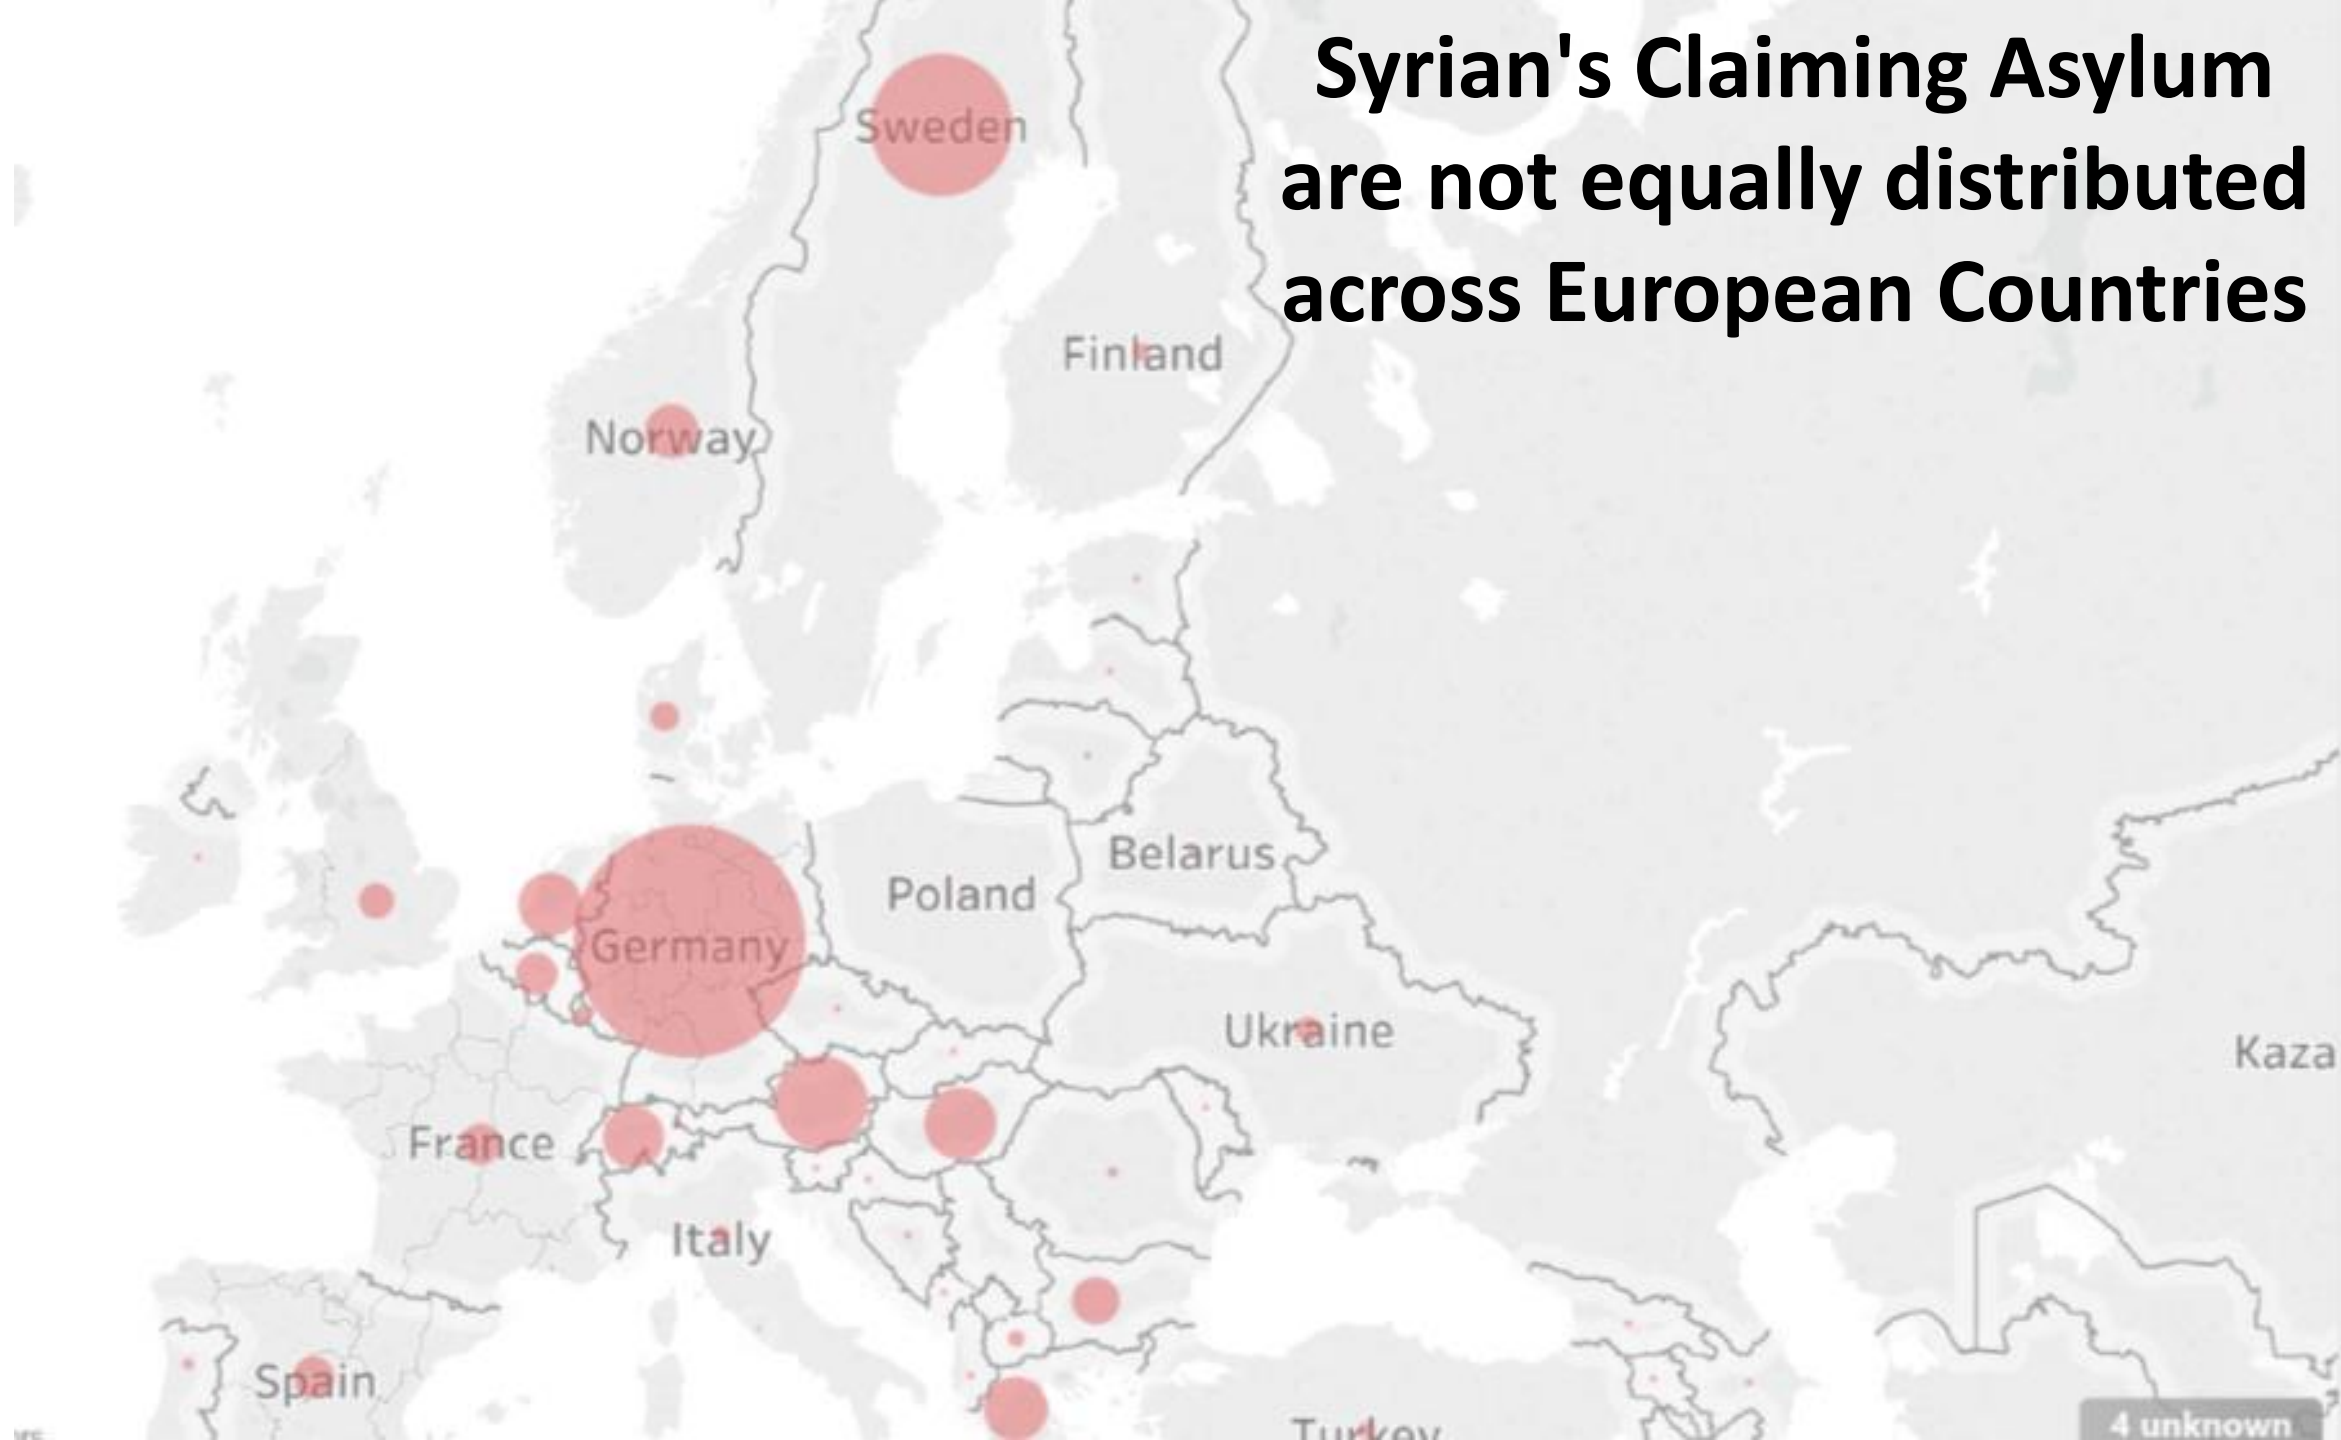 Syrian's Claiming Asylum
are not equally distributed
across European Countries
Sweden
Finland
Norway
Belarus
Poland
Germany
Ukraine
Kaza
France
Italy
Spain
Turkey
4 unknown